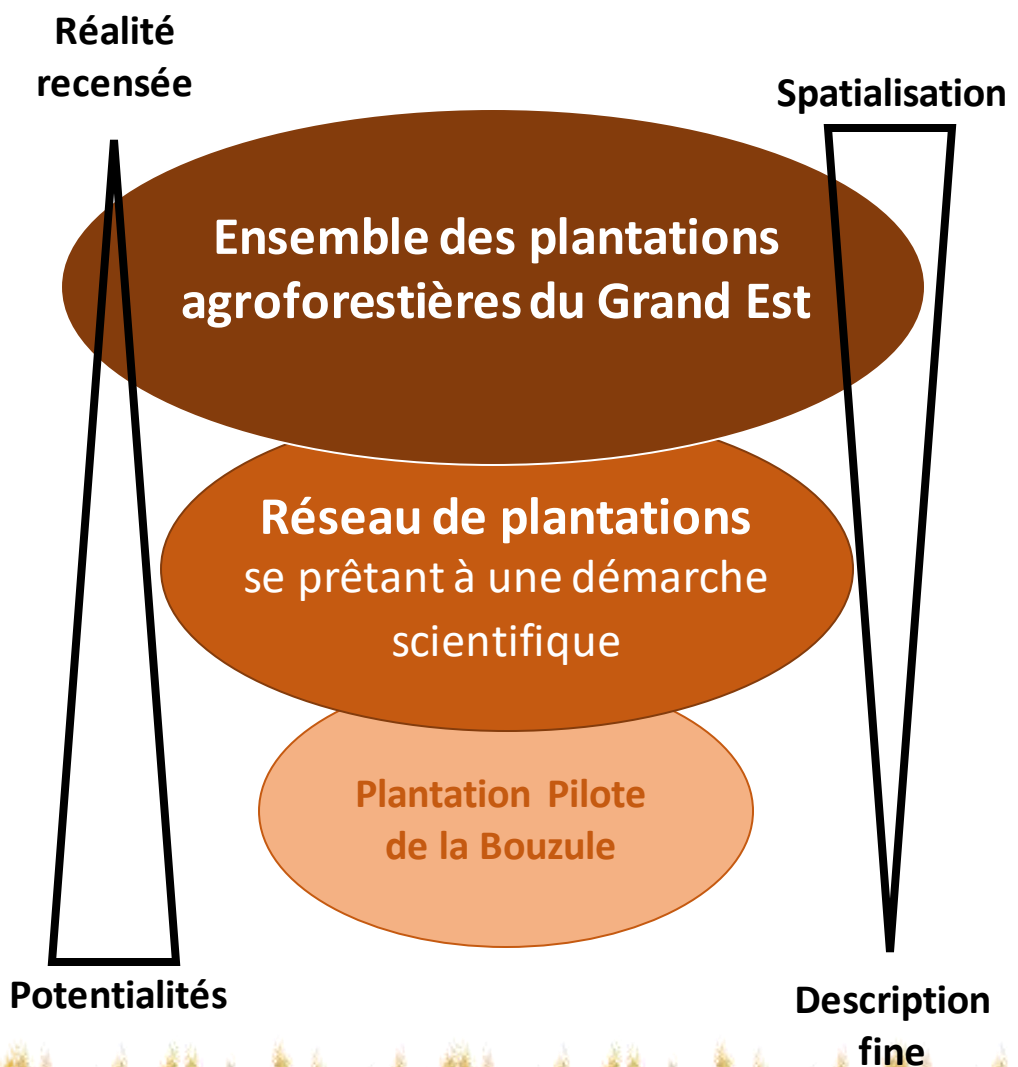 Réalité
recensée
Spatialisation
Ensemble des plantations
agroforestières du Grand Est
Réseau de plantations
se prêtant à une démarche
scientifique
Plantation Pilote
de la Bouzule
Potentialités
Description
fine